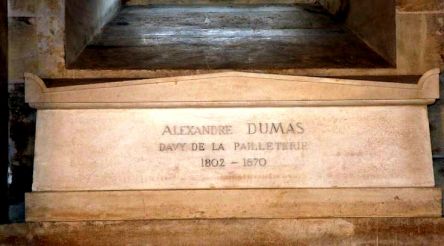 ALEXANDRE DUMAS
DAVY DE LA PAILLETERIE
1802 – 1870